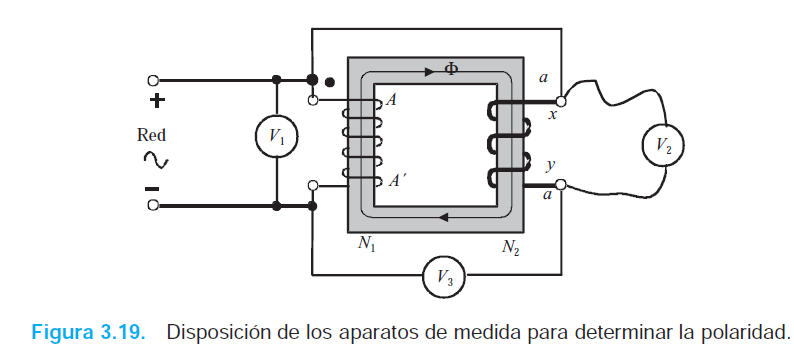 Φ
a
+
A
x
Red
V1
V2
y
−
A´
a
N1
N2
V3
Figura 3.19. Disposición de los aparatos de medida para determinar la polaridad.